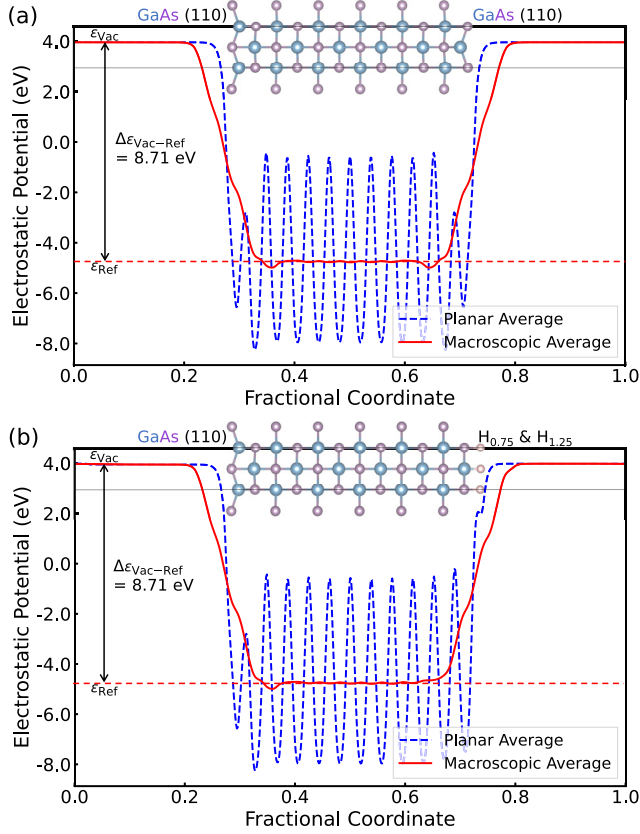 (a)
GaAs (110)
GaAs (110)
εVac
4.0
2.0
0.0
-2.0
-4.0
-6.0
-8.0
Electrostatic Potential (eV)
ΔεVac−Ref
= 8.71 eV
εRef
Planar Average
Macroscopic Average
0.0
0.2
0.4
0.6
0.8
1.0
Fractional Coordinate
(b)
GaAs (110)
H0.75 & H1.25
εVac
4.0
2.0
0.0
-2.0
-4.0
-6.0
-8.0
Electrostatic Potential (eV)
ΔεVac−Ref
= 8.71 eV
εRef
Planar Average
Macroscopic Average
0.0
0.2
0.4
0.6
0.8
1.0
Fractional Coordinate